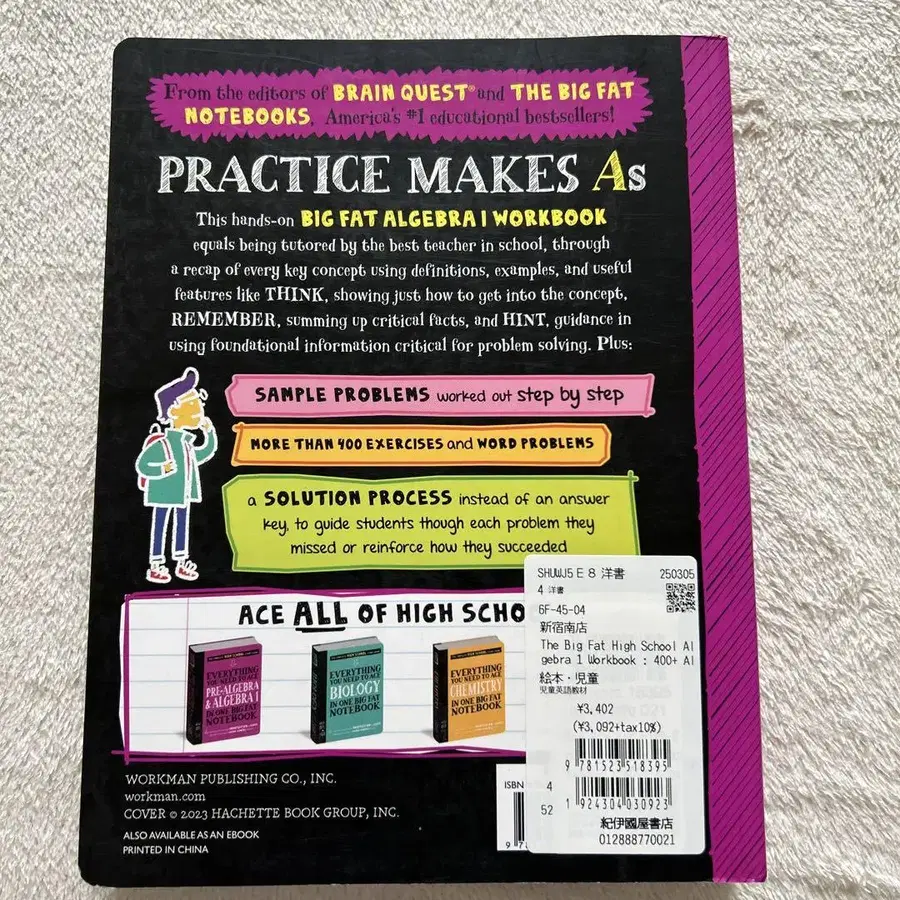 From the editors of BRAIN QUEST® and THE BIG FAT
NOTEBOOKS, America's #1 educational bestsellers!
PRACTICE MAKES As
This hands-on BIG FAT ALGEBRA 1 WORKBOOK
equals being tutored by the best teacher in school, through
a recap of every key concept using definitions, examples, and useful
features like THINK, showing just how to get into the concept,
REMEMBER, summing up critical facts, and HINT, guidance in
using foundational information critical for problem solving. Plus:
SAMPLE PROBLEMS worked out step by step
MORE THAN 400 EXERCISES and WORD PROBLEMS
a SOLUTION PROCESS instead of an answer
key, to guide students though each problem they
missed or reinforce how they succeeded
ACE ALL OF HIGH SCHO
EVERYTHING
YOU NEED TO ACE
PRE-ALGEBRA
& ALGEBRA 1
IN ONE BIG FAT
NOTEBOOK
EVERYTHING
YOU NEED TO ACE
BIOLOGY
IN ONE BIG FAT
NOTEBOOK
EVERYTHING
YOU NEED TO ACE
CHEMISTRY
IN ONE BIG FAT
NOTEBOOK
WORKMAN PUBLISHING CO., INC.
workman.com
COVER © 2023 HACHETTE BOOK GROUP, INC.
ALSO AVAILABLE AS AN EBOOK
PRINTED IN CHINA
ISBN
9 7
SHUWJ5 E 8 洋書 250305
4 洋書
6F-45-04
新宿南店
The Big Fat High School Al
gebra 1 Workbook : 400+ Al
絵本・児童
児童英語教材
¥3,402
(¥3,092+tax10%)
9 781523 518395
4
52 1 924304 030923
紀伊國屋書店
012888770021